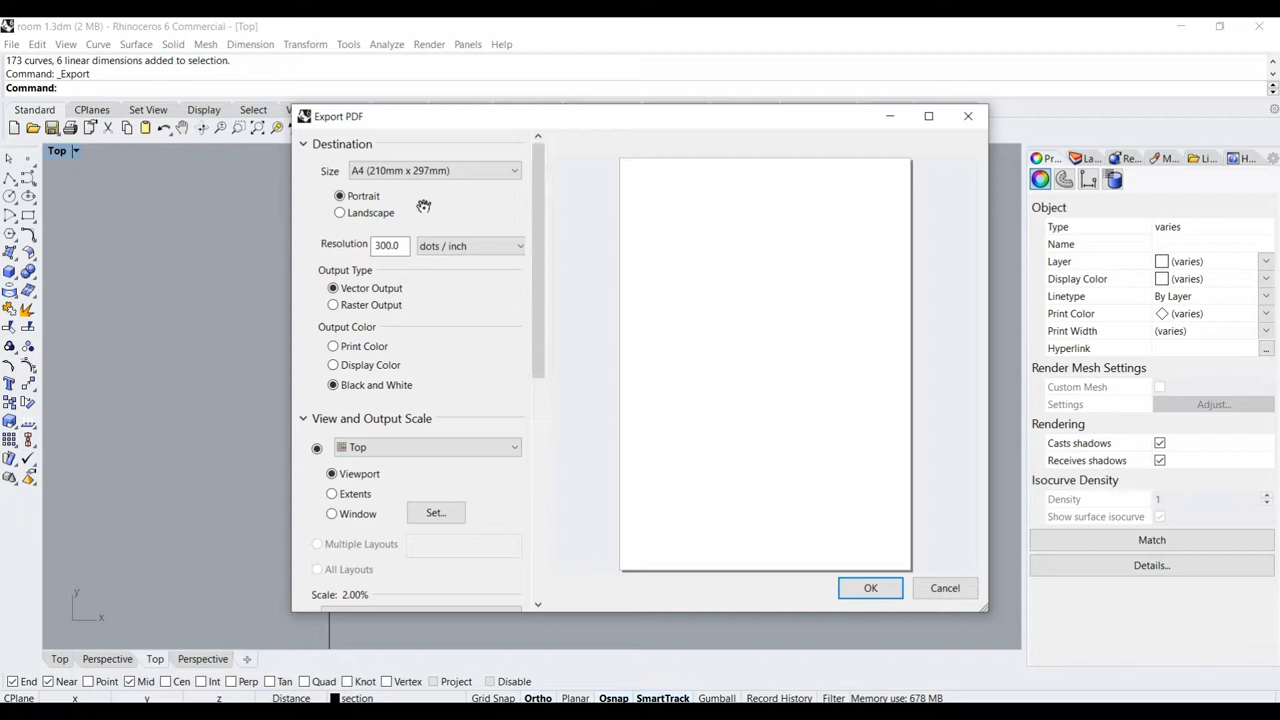 room 1.3dm (2 MB) - Rhinoceros 6 Commercial - [Top]
File Edit View Curve Surface Solid Mesh Dimension Transform Tools Analyze Render Panels Help
173 curves, 6 linear dimensions added to selection.
Command: _Export
Command:
Standard CPlanes Set View Display Select
Export PDF
Top
Destination
Size A4 (210mm x 297mm)
Portrait
Landscape
Resolution 300.0 dots / inch
Output Type
Vector Output
Raster Output
Output Color
Print Color
Display Color
Black and White
View and Output Scale
Top
Viewport
Extents
Window Set...
Multiple Layouts
All Layouts
Scale: 2.00%
OK Cancel
Pr... La... Re... M... Li... H...
Object
Type varies
Name
Layer (varies)
Display Color (varies)
Linetype By Layer
Print Color (varies)
Print Width (varies)
Hyperlink ...
Render Mesh Settings
Custom Mesh
Settings Adjust...
Rendering
Casts shadows
Receives shadows
Isocurve Density
Density 1
Show surface isocurve
Match
Details...
y
x
Top Perspective Top Perspective
End Near Point Mid Cen Int Perp Tan Quad Knot Vertex Project Disable
CPlane x y z Distance section Grid Snap Ortho Planar Osnap SmartTrack Gumball Record History Filter Memory use: 678 MB